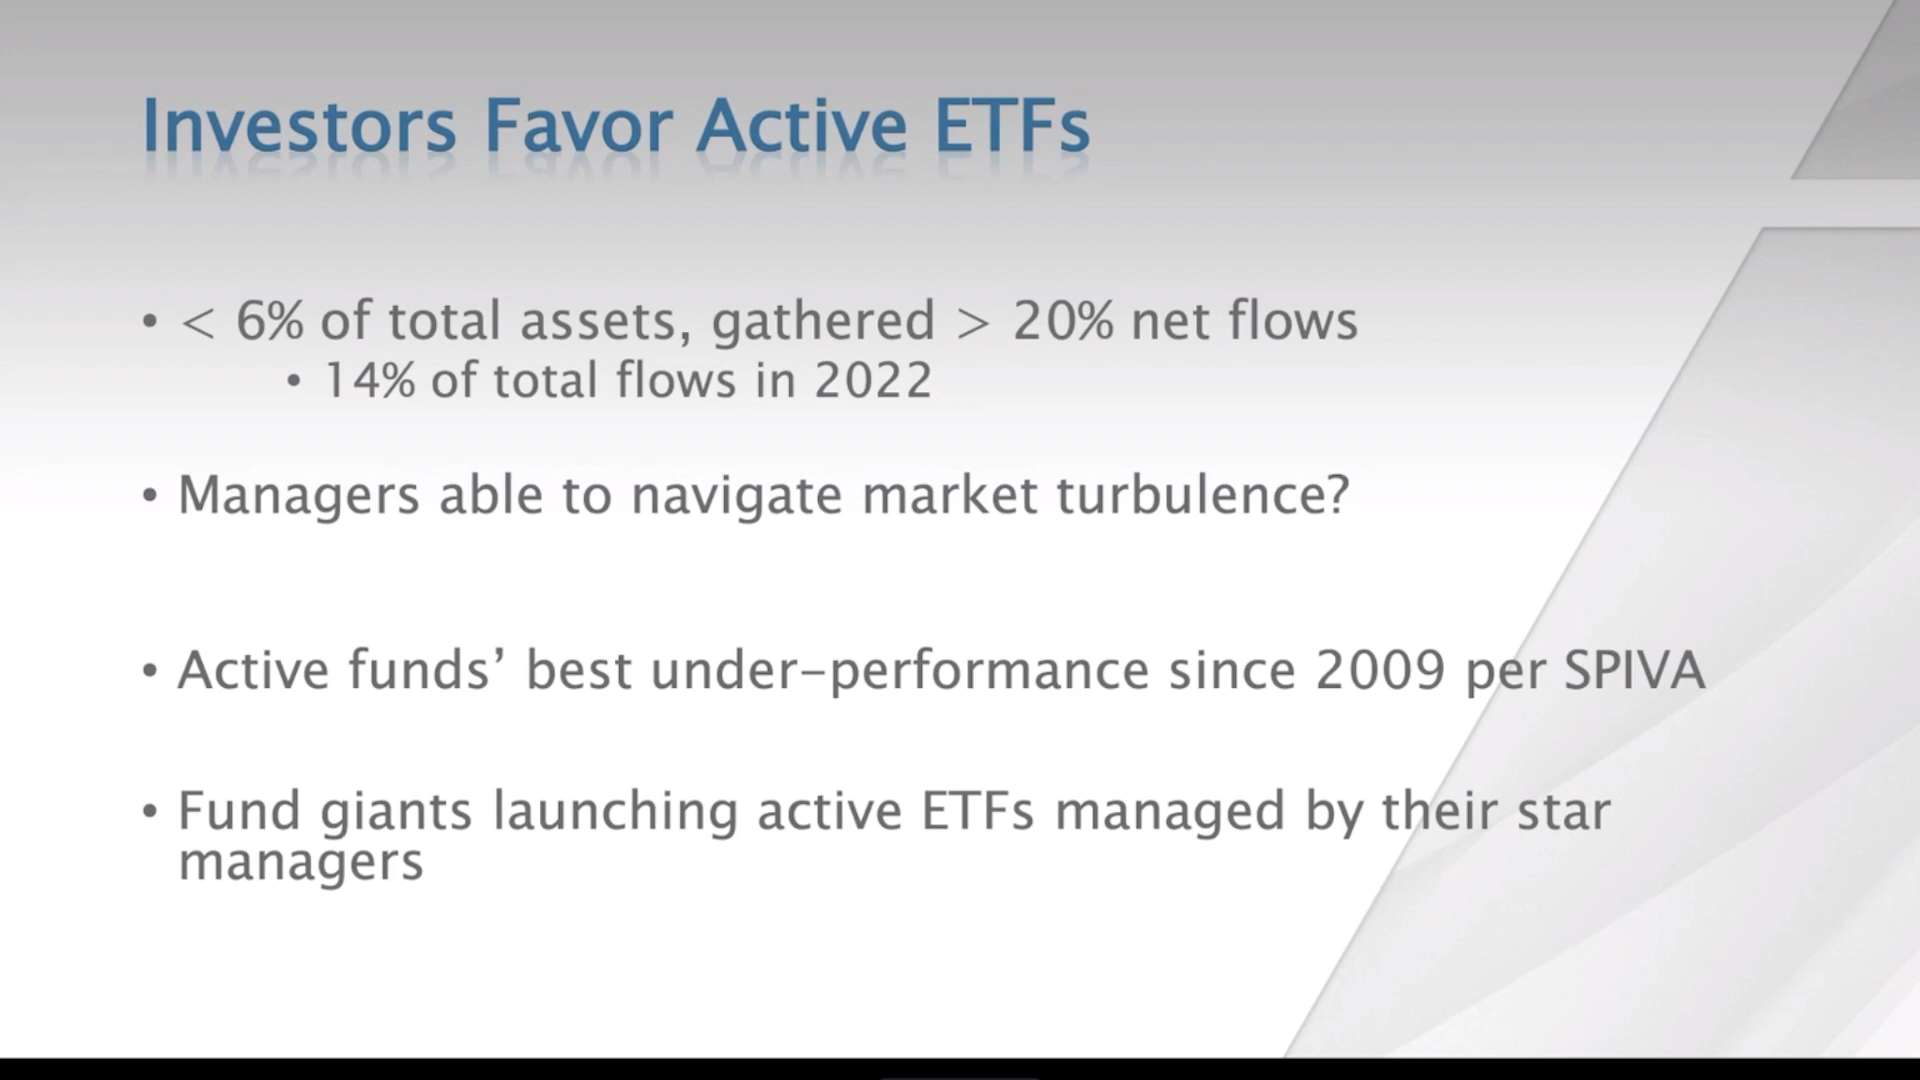 Investors Favor Active ETFs
• < 6% of total assets, gathered > 20% net flows
• 14% of total flows in 2022
• Managers able to navigate market turbulence?
• Active funds’ best under-performance since 2009 per SPIVA
• Fund giants launching active ETFs managed by their star
managers